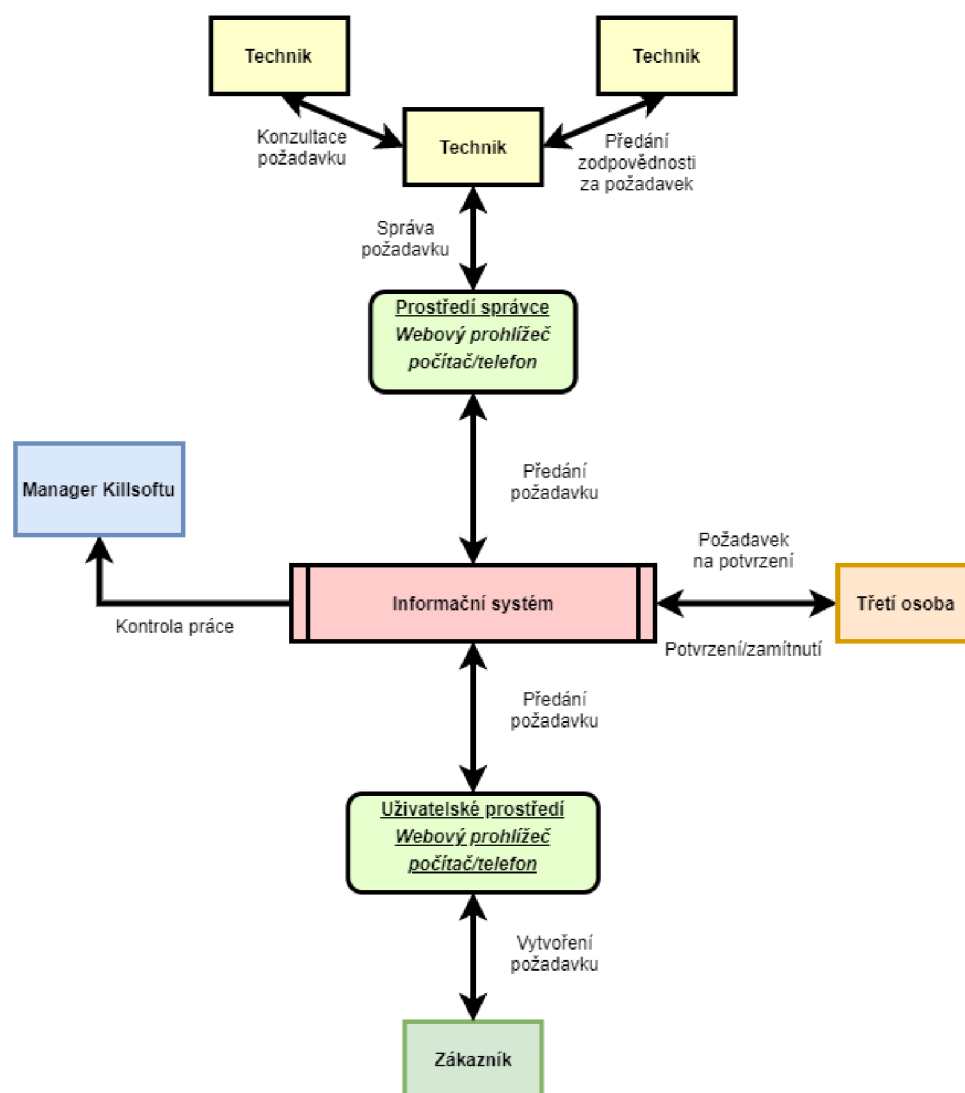 Technik
Technik
Konzultace
požadavku
Technik
Předání
zodpovědnosti
za požadavek
Správa
požadavku
Prostředí správce
Webový prohlížeč
počítač/telefon
Předání
požadavku
Manager Killsoftu
Požadavek
na potvrzení
Informační systém
Třetí osoba
Kontrola práce
Potvrzení/zamítnutí
Předání
požadavku
Uživatelské prostředí
Webový prohlížeč
počítač/telefon
Vytvoření
požadavku
Zákazník